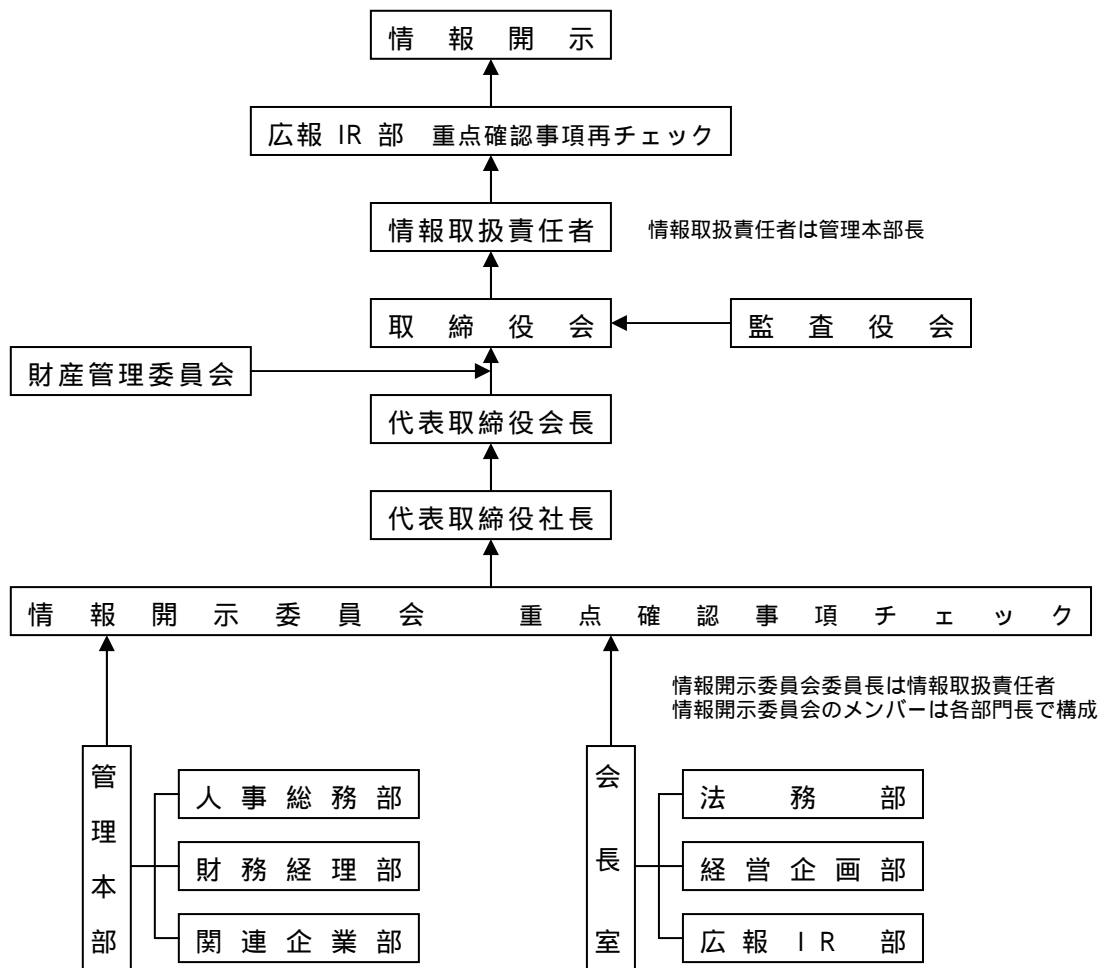 情報開示
広報 IR 部 重点確認事項再チェック
情報取扱責任者
情報取扱責任者は管理本部長
取締役会
監査役会
財産管理委員会
代表取締役会長
代表取締役社長
情報開示委員会 重点確認事項チェック
情報開示委員会委員長は情報取扱責任者
情報開示委員会のメンバーは各部門長で構成
管理本部
人事総務部
財務経理部
関連企業部
会長室
法務部
経営企画部
広報IR部